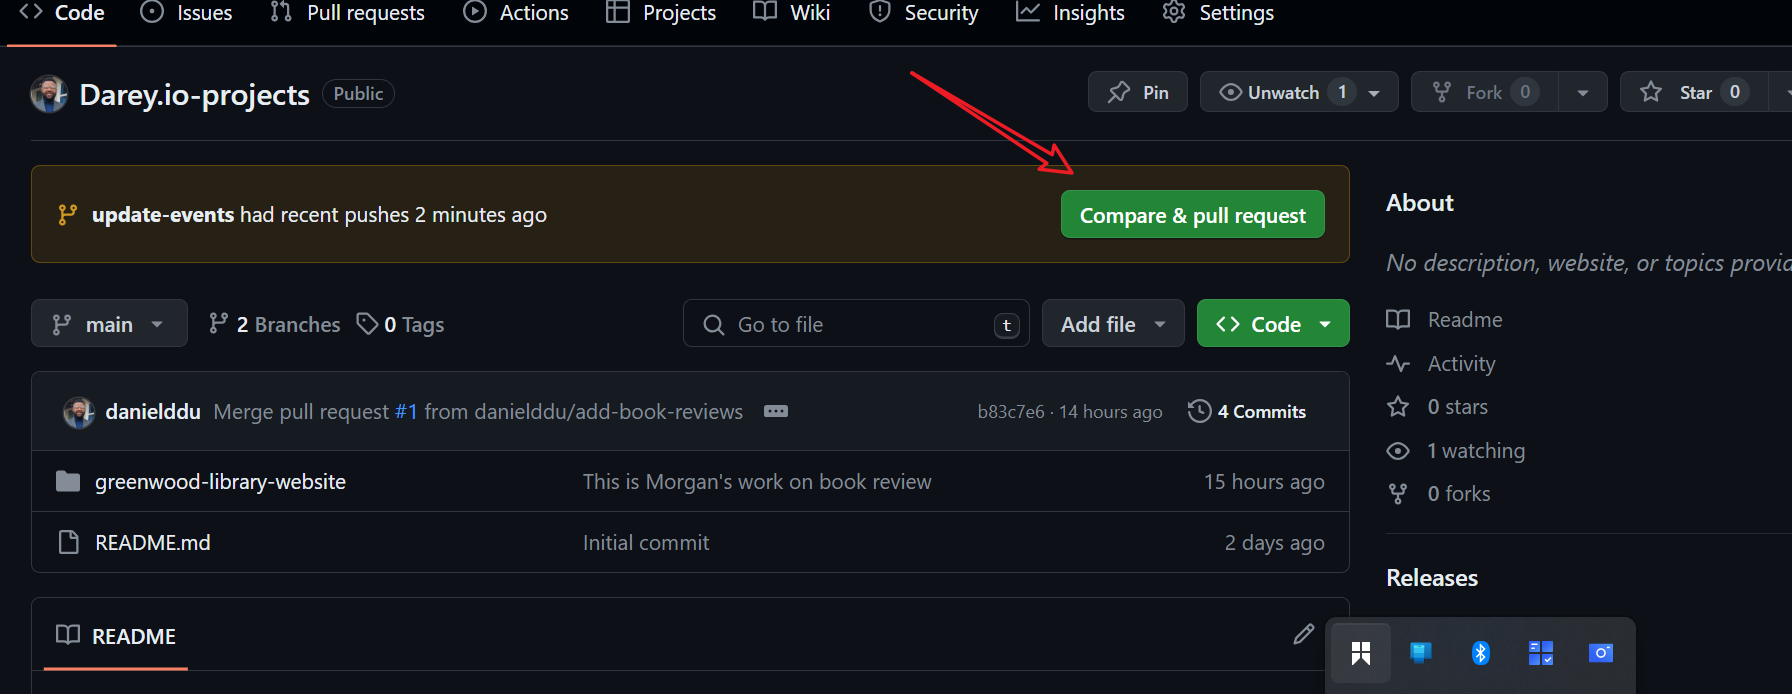 Code Issues Pull requests Actions Projects Wiki Security Insights Settings
Darey.io-projects Public Pin Unwatch 1 Fork 0 Star 0
update-events had recent pushes 2 minutes ago Compare & pull request
main 2 Branches 0 Tags Go to file t Add file Code
danielddu Merge pull request #1 from danielddu/add-book-reviews b83c7e6 · 14 hours ago 4 Commits
greenwood-library-website This is Morgan's work on book review 15 hours ago
README.md Initial commit 2 days ago
README
About
No description, website, or topics provid
Readme
Activity
0 stars
1 watching
0 forks
Releases